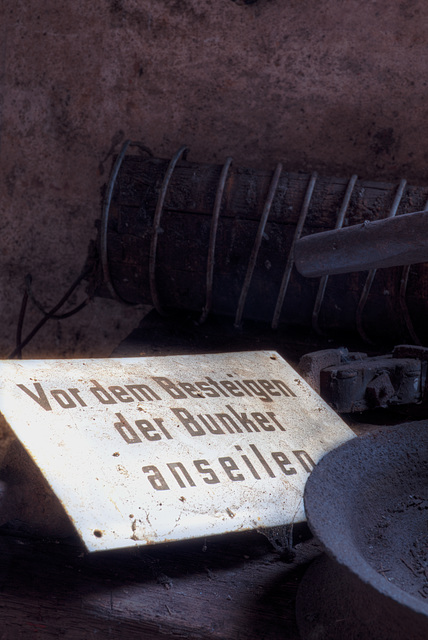 Vor dem Besteigen
der Bunker
anseilen